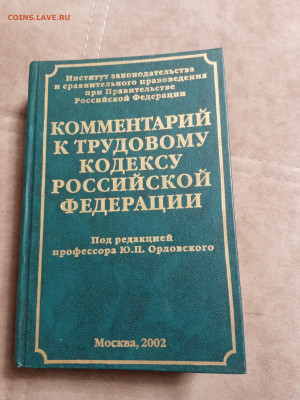 COINS.LAVE.RU
Институт законодательства
и сравнительного правоведения
при Правительстве
Российской Федерации
КОММЕНТАРИЙ
К ТРУДОВОМУ
КОДЕКСУ
РОССИЙСКОЙ
ФЕДЕРАЦИИ
Под редакцией
профессора Ю.П. Орловского
Москва, 2002